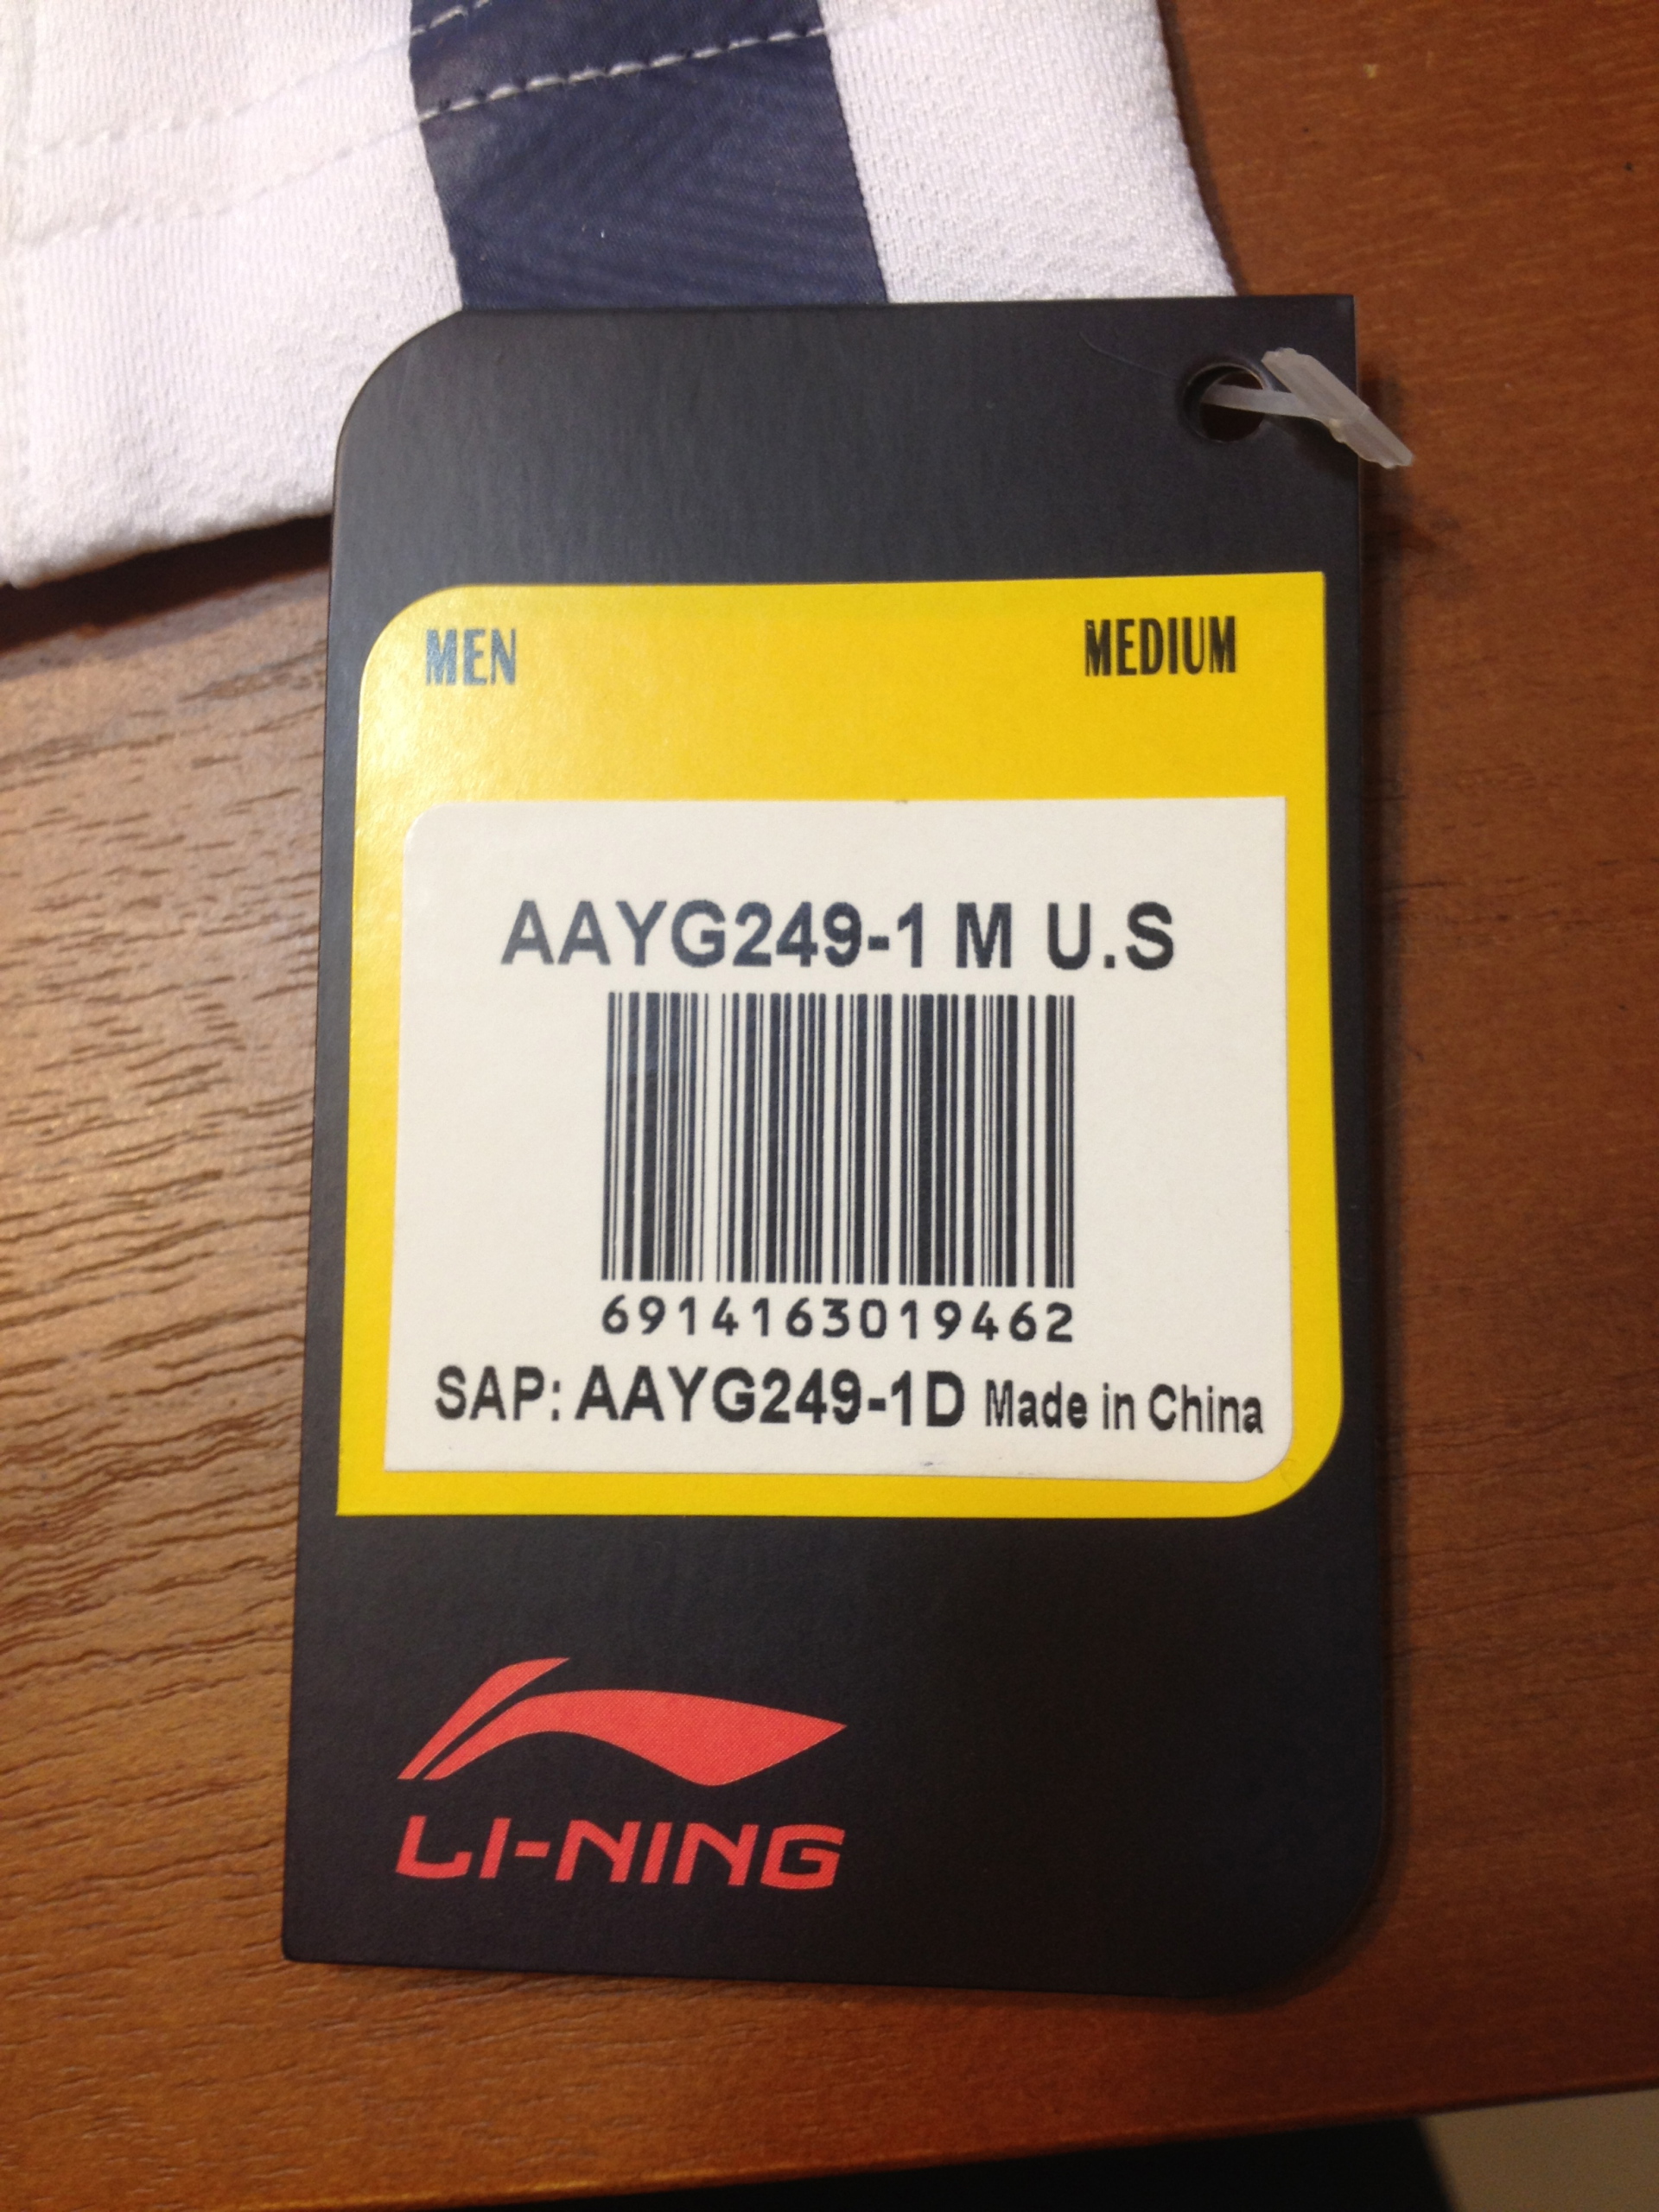 MEN MEDIUM
AAYG249-1 M U.S
6914163019462
SAP: AAYG249-1D Made in China
LI-NING